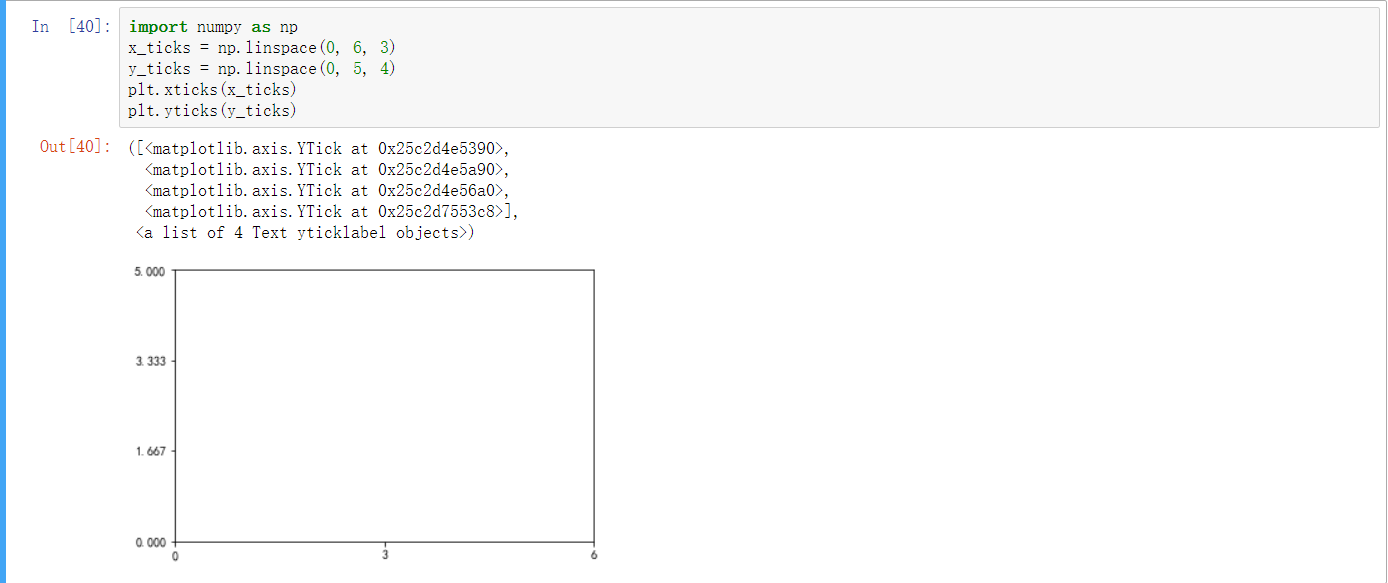 In [40]: import numpy as np
x_ticks = np.linspace(0, 6, 3)
y_ticks = np.linspace(0, 5, 4)
plt.xticks(x_ticks)
plt.yticks(y_ticks)
Out[40]: ([<matplotlib.axis.YTick at 0x25c2d4e5390>,
<matplotlib.axis.YTick at 0x25c2d4e5a90>,
<matplotlib.axis.YTick at 0x25c2d4e56a0>,
<matplotlib.axis.YTick at 0x25c2d7553c8>],
<a list of 4 Text yticklabel objects>)
5.000
3.333
1.667
0.000
0 3 6